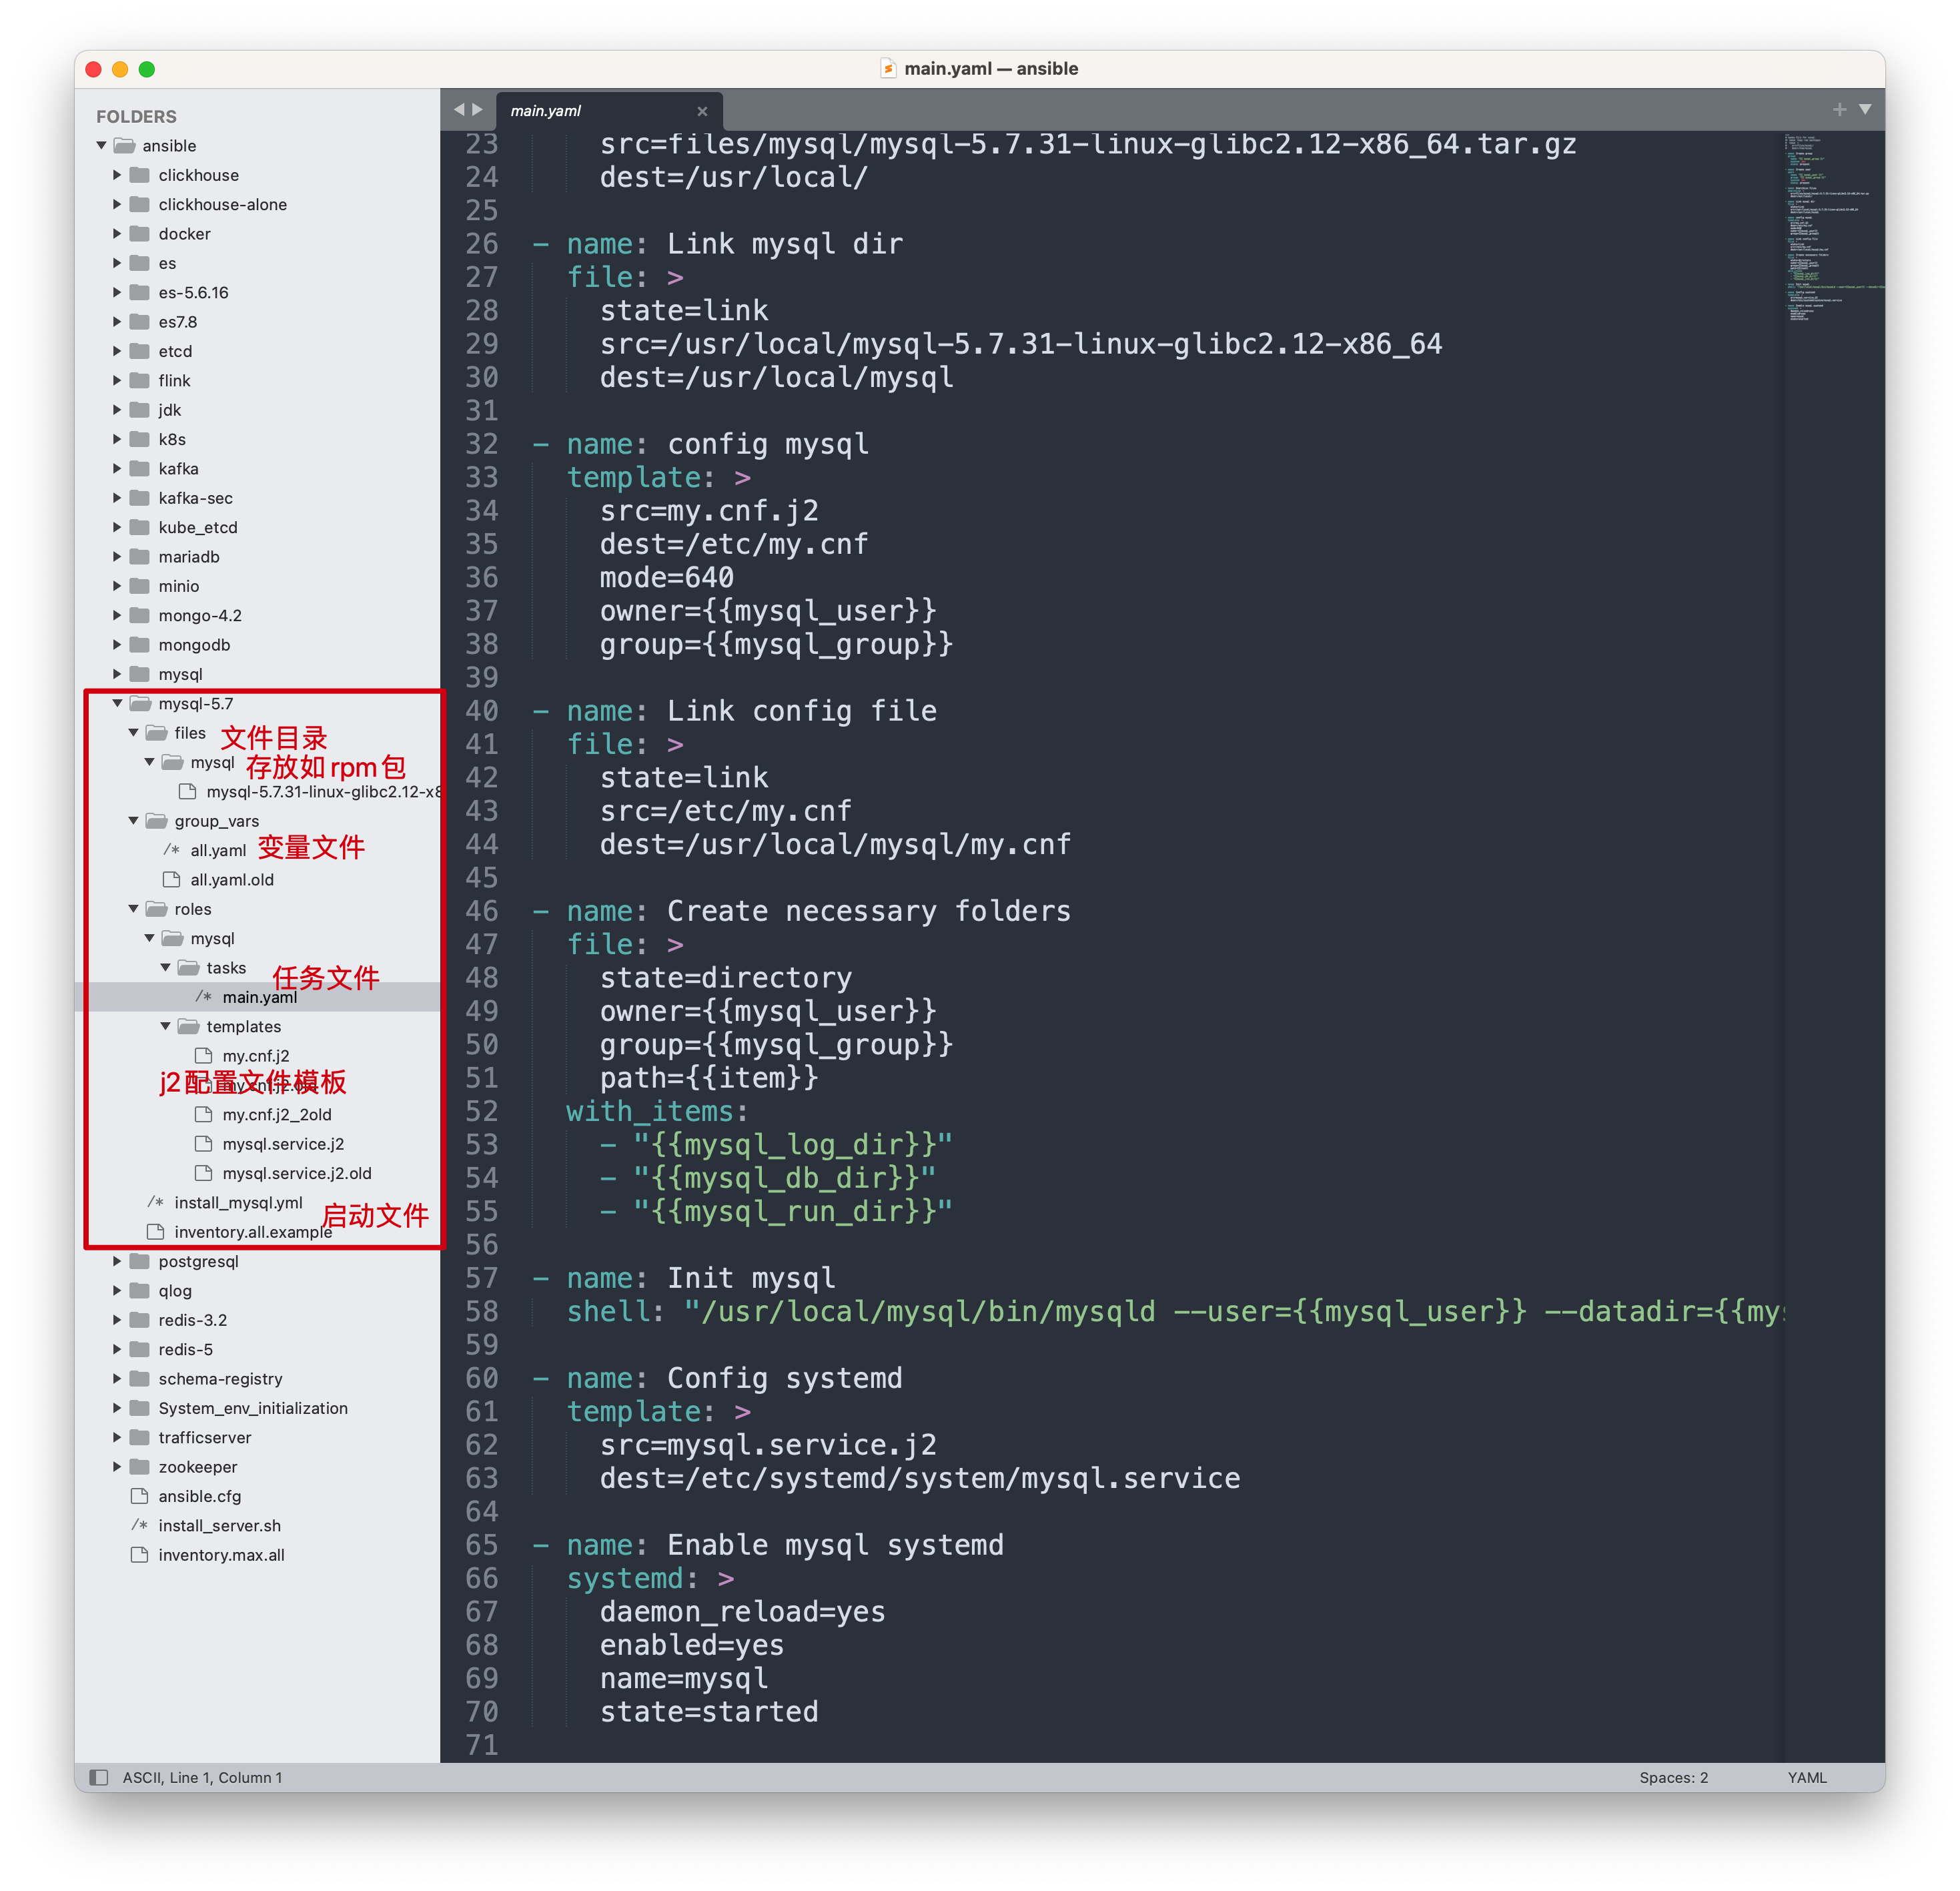 main.yaml — ansible
FOLDERS
ansible
clickhouse
clickhouse-alone
docker
es
es-5.6.16
es7.8
etcd
flink
jdk
k8s
kafka
kafka-sec
kube_etcd
mariadb
minio
mongo-4.2
mongodb
mysql
mysql-5.7
files 文件目录
mysql 存放如rpm包
mysql-5.7.31-linux-glibc2.12-x8
group_vars
/* all.yaml 变量文件
all.yaml.old
roles
mysql
tasks
任务文件
/* main.yaml
templates
my.cnf.j2
j2配置文件模板
my.cnf.j2.old
my.cnf.j2_2old
mysql.service.j2
mysql.service.j2.old
/* install_mysql.yml
启动文件
inventory.all.example
postgresql
qlog
redis-3.2
redis-5
schema-registry
System_env_initialization
trafficserver
zookeeper
ansible.cfg
/* install_server.sh
inventory.max.all
main.yaml ×
23 src=files/mysql/mysql-5.7.31-linux-glibc2.12-x86_64.tar.gz
24 dest=/usr/local/
25
26 - name: Link mysql dir
27 file: >
28 state=link
29 src=/usr/local/mysql-5.7.31-linux-glibc2.12-x86_64
30 dest=/usr/local/mysql
31
32 - name: config mysql
33 template: >
34 src=my.cnf.j2
35 dest=/etc/my.cnf
36 mode=640
37 owner={{mysql_user}}
38 group={{mysql_group}}
39
40 - name: Link config file
41 file: >
42 state=link
43 src=/etc/my.cnf
44 dest=/usr/local/mysql/my.cnf
45
46 - name: Create necessary folders
47 file: >
48 state=directory
49 owner={{mysql_user}}
50 group={{mysql_group}}
51 path={{item}}
52 with_items:
53 - "{{mysql_log_dir}}"
54 - "{{mysql_db_dir}}"
55 - "{{mysql_run_dir}}"
56
57 - name: Init mysql
58 shell: "/usr/local/mysql/bin/mysqld --user={{mysql_user}} --datadir={{mys
59
60 - name: Config systemd
61 template: >
62 src=mysql.service.j2
63 dest=/etc/systemd/system/mysql.service
64
65 - name: Enable mysql systemd
66 systemd: >
67 daemon_reload=yes
68 enabled=yes
69 name=mysql
70 state=started
71
ASCII, Line 1, Column 1
Spaces: 2
YAML